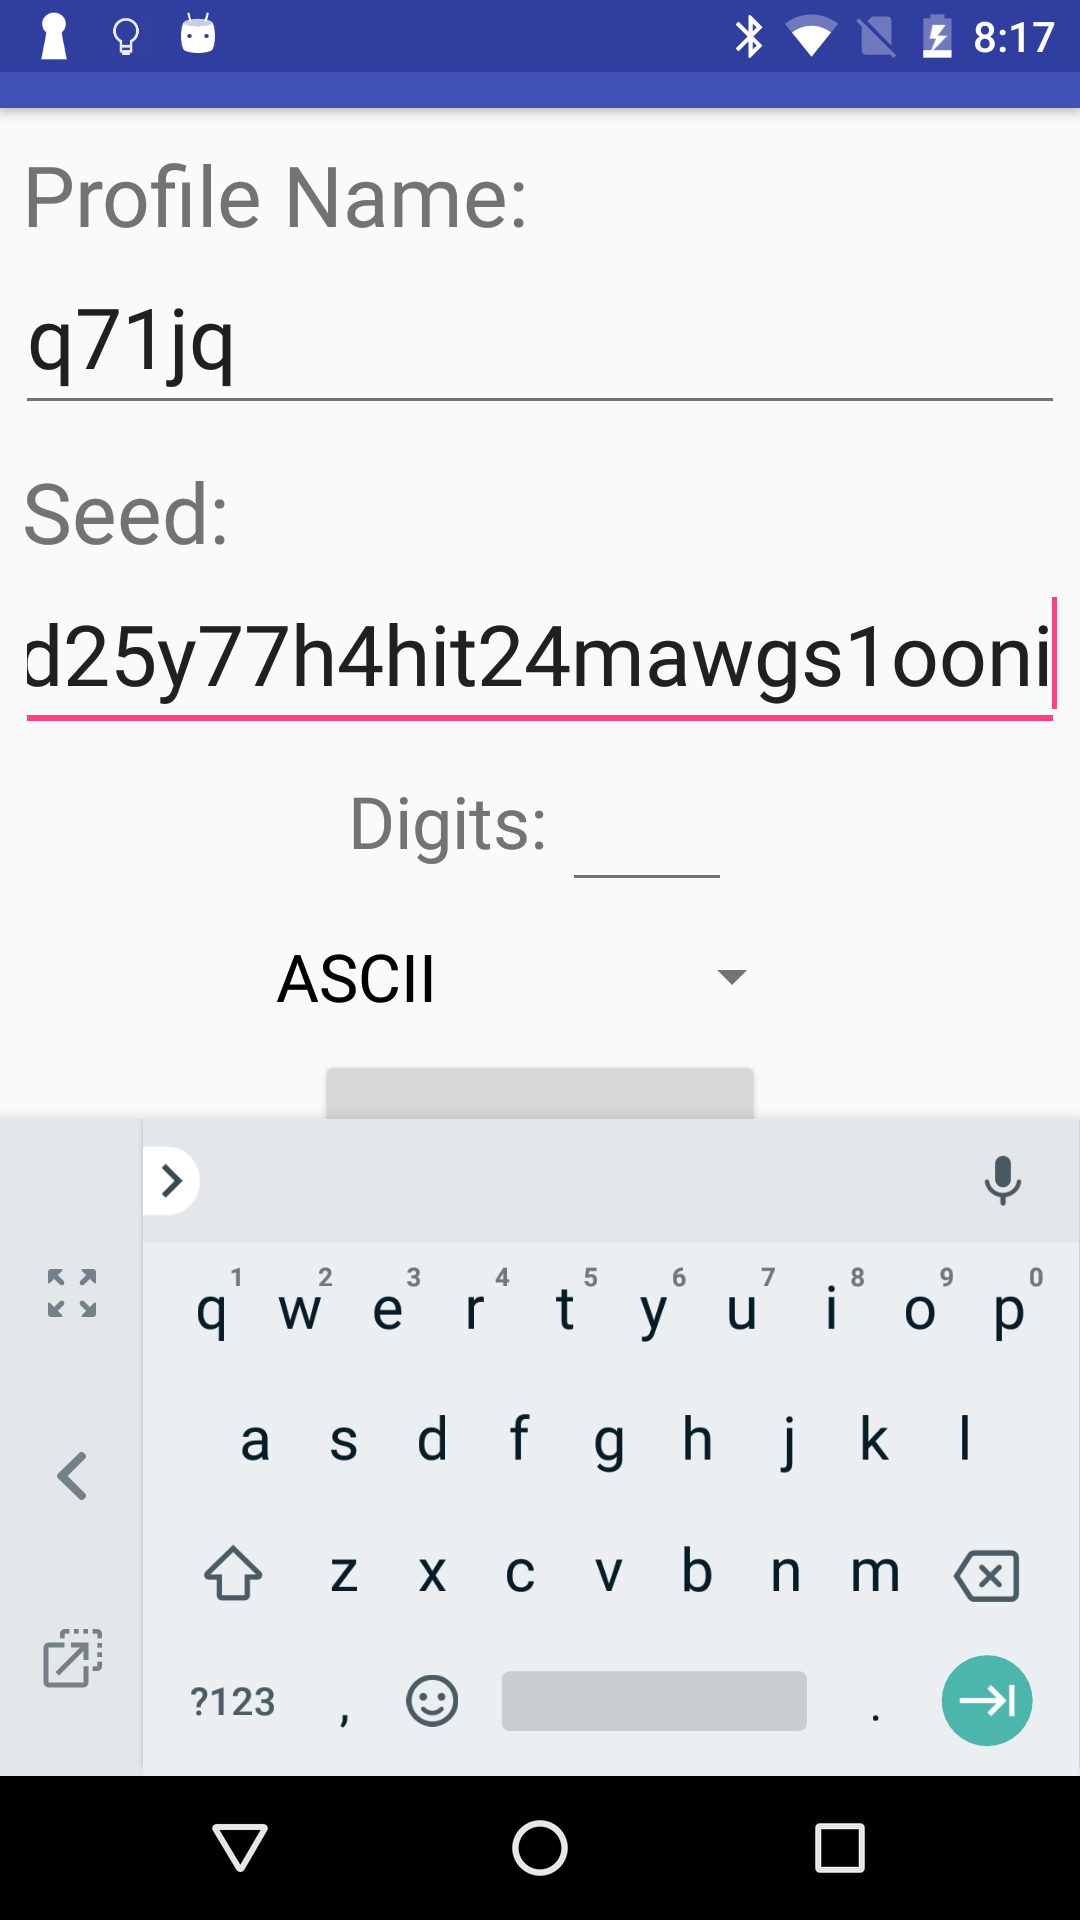 8:17
Profile Name:
q71jq
Seed:
d25y77h4hit24mawgs1ooni
Digits:
ASCII
1 2 3 4 5 6 7 8 9 0
q w e r t y u i o p
a s d f g h j k l
z x c v b n m
?123 , .